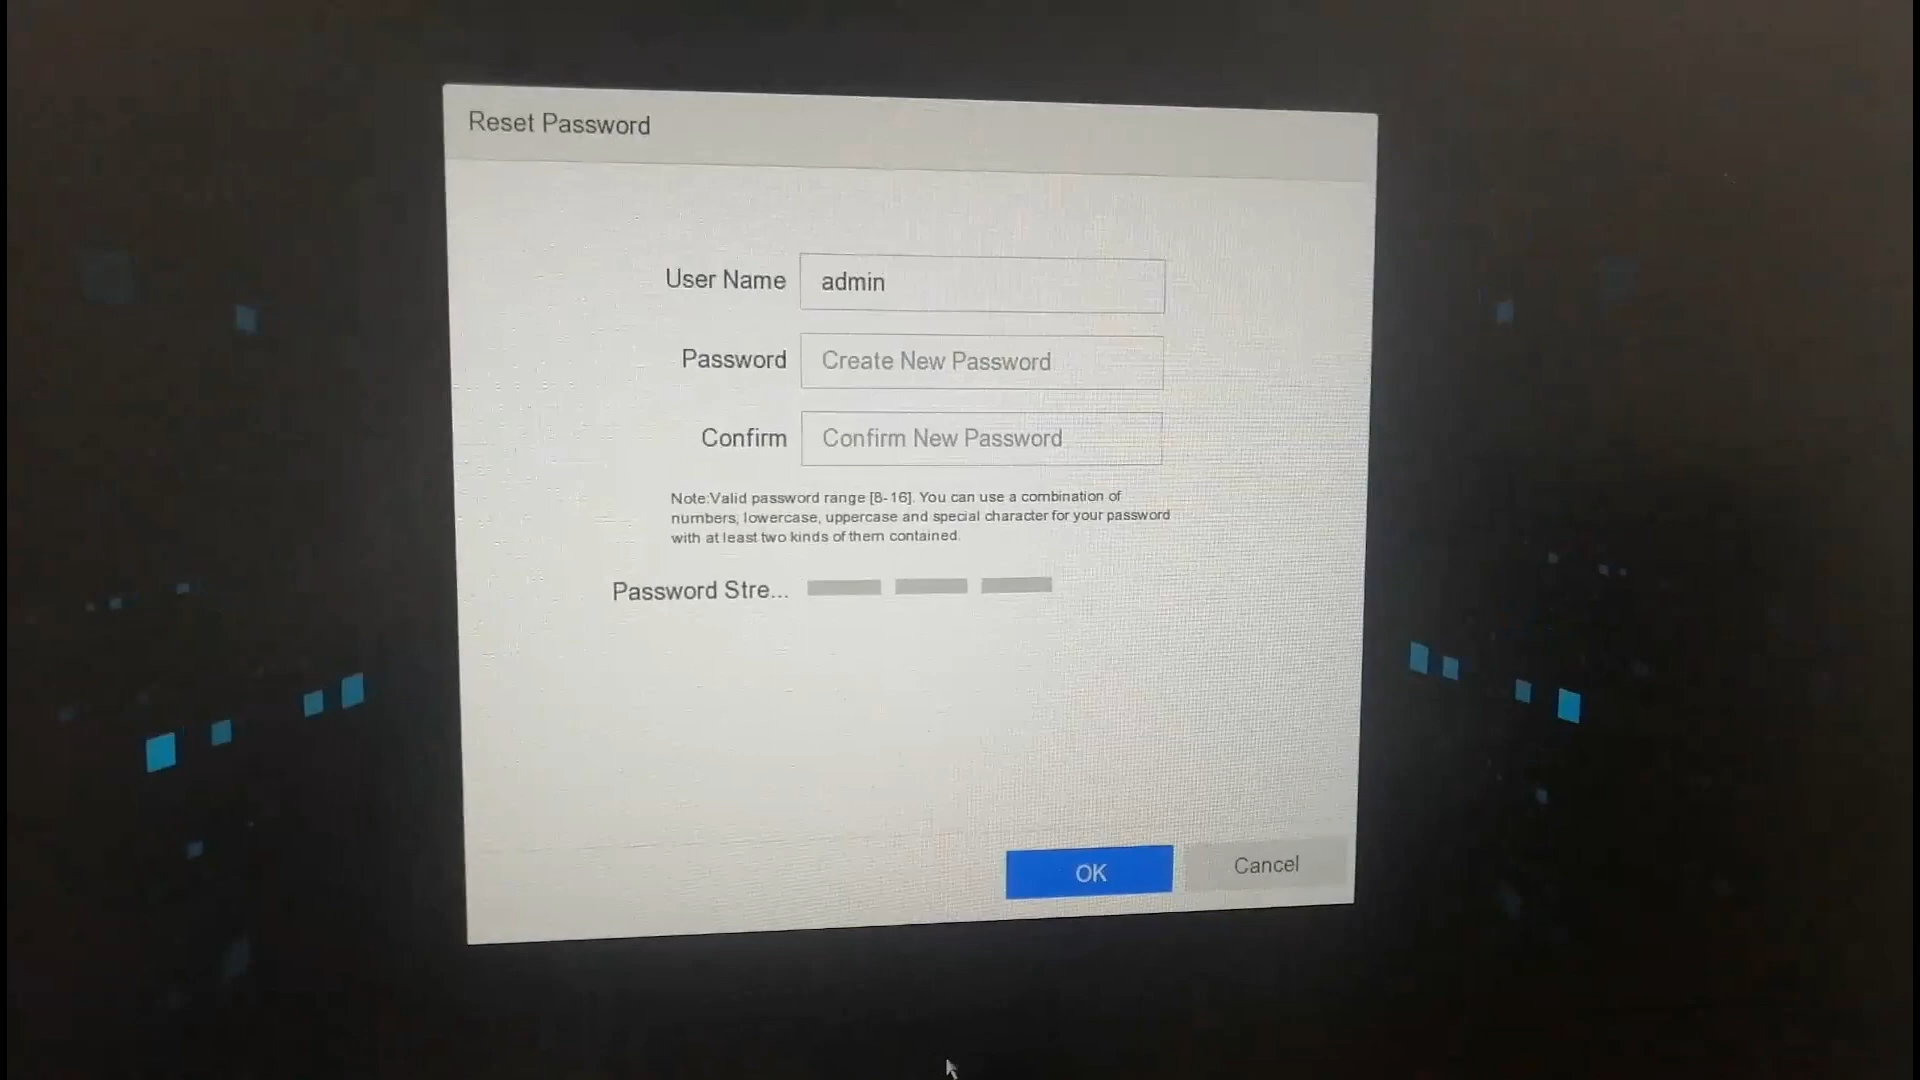 Reset Password
User Name admin
Password Create New Password
Confirm Confirm New Password
Note:Valid password range [8-16]. You can use a combination of
numbers, lowercase, uppercase and special character for your password
with at least two kinds of them contained.
Password Stre...
OK Cancel